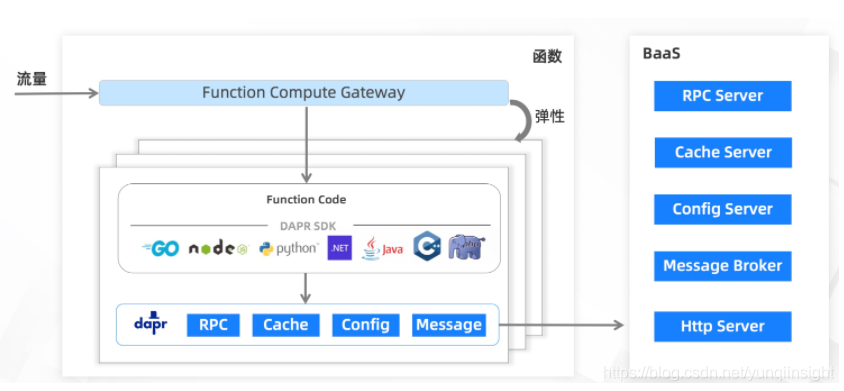 函数
BaaS
流量
Function Compute Gateway
弹性
RPC Server
Cache Server
Config Server
Message Broker
Http Server
Function Code
DAPR SDK
GO node JS python .NET Java C++ php
dapr RPC Cache Config Message
https://blog.csdn.net/yunqiinsight